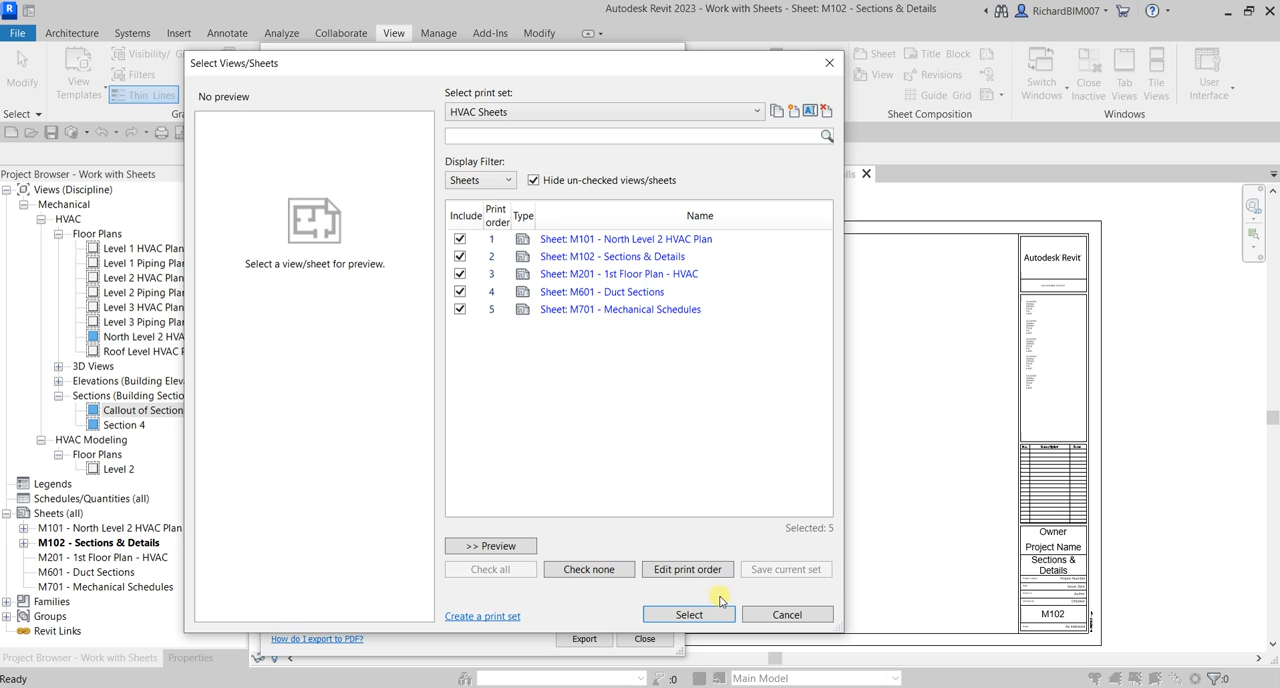 Autodesk Revit 2023 - Work with Sheets - Sheet: M102 - Sections & Details
RichardBIM007
File Architecture Systems Insert Annotate Analyze Collaborate View Manage Add-Ins Modify
Modify
View
Templates
Visibility/
Filters
Thin Lines
Select
Sheet
View
Title Block
Revisions
Guide Grid
Switch
Windows
Close
Inactive
Tab
Views
Tile
Views
User
Interface
Sheet Composition
Windows
Project Browser - Work with Sheets
Views (Discipline)
Mechanical
HVAC
Floor Plans
Level 1 HVAC Plan
Level 1 Piping Plan
Level 2 HVAC Plan
Level 2 Piping Plan
Level 3 HVAC Plan
Level 3 Piping Plan
North Level 2 HVA
Roof Level HVAC
3D Views
Elevations (Building Elev
Sections (Building Sectio
Callout of Section
Section 4
HVAC Modeling
Floor Plans
Level 2
Legends
Schedules/Quantities (all)
Sheets (all)
M101 - North Level 2 HVAC Plan
M102 - Sections & Details
M201 - 1st Floor Plan - HVAC
M601 - Duct Sections
M701 - Mechanical Schedules
Families
Groups
Revit Links
Project Browser - Work with Sheets
Properties
Select Views/Sheets
No preview
Select a view/sheet for preview.
Select print set:
HVAC Sheets
Display Filter:
Sheets
Hide un-checked views/sheets
Include Print order Type Name
1 Sheet: M101 - North Level 2 HVAC Plan
2 Sheet: M102 - Sections & Details
3 Sheet: M201 - 1st Floor Plan - HVAC
4 Sheet: M601 - Duct Sections
5 Sheet: M701 - Mechanical Schedules
Selected: 5
>> Preview
Check all Check none Edit print order Save current set
Create a print set
Select Cancel
How do I export to PDF?
Export Close
Autodesk Revit
Owner
Project Name
Sections &
Details
M102
Ready
:0
Main Model
:0